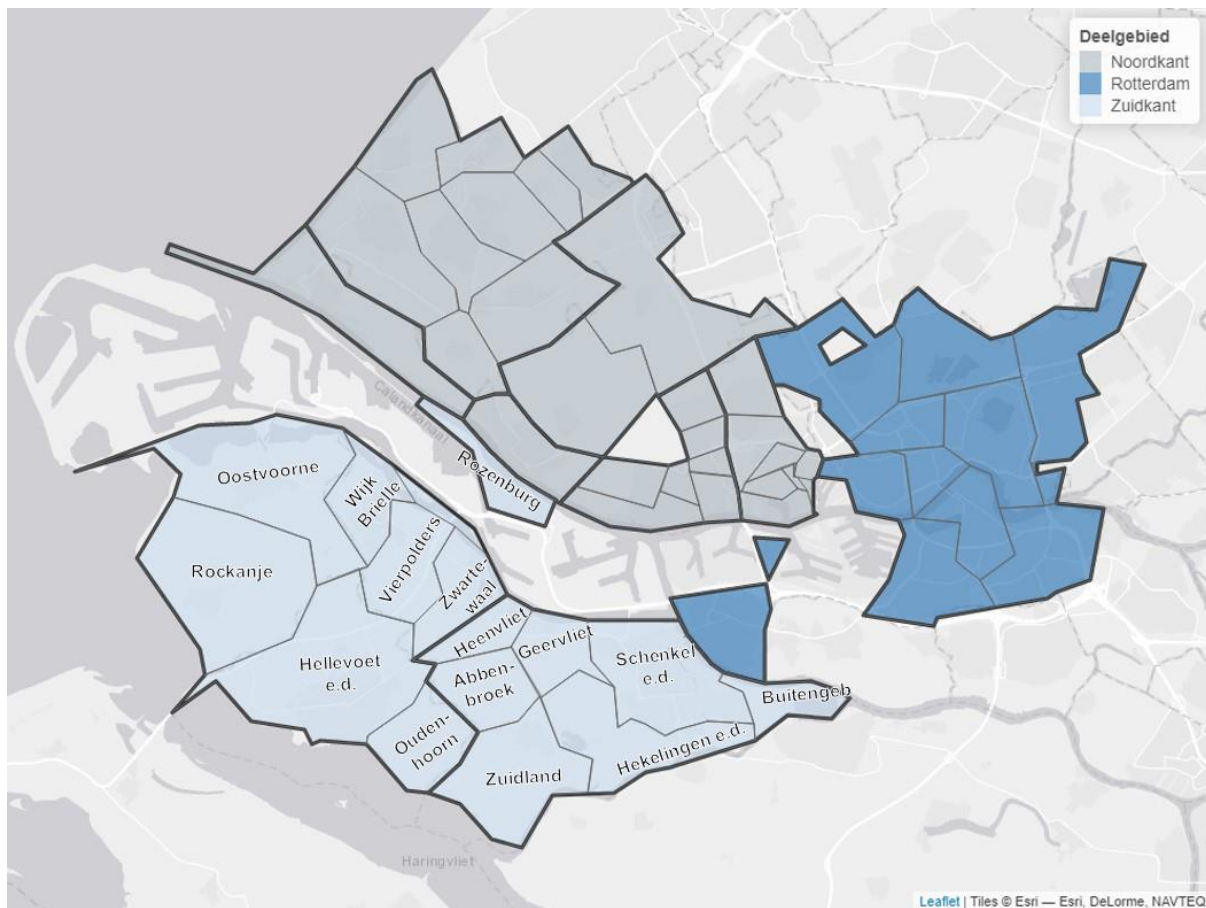 Deelgebied
Noordkant
Rotterdam
Zuidkant
Calandkanaal
Rozenburg
Oostvoorne
Wijk
Brielle
Vierpolders
Zwarte-
waal
Rockanje
Heenvliet
Geervliet
Hellevoet
e.d.
Abben-
broek
Schenkel
e.d.
Buitengeb
Ouden-
hoorn
Zuidland
Hekelingen e.d.
Haringvliet
Leaflet | Tiles © Esri — Esri, DeLorme, NAVTEQ